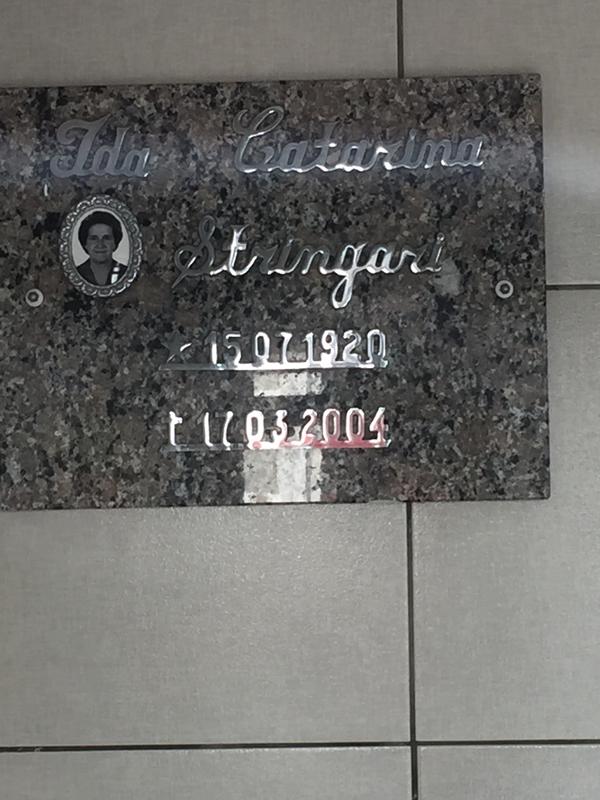 Ida Catarina
Stringari
* 15 07 1920
† 17 03 2004